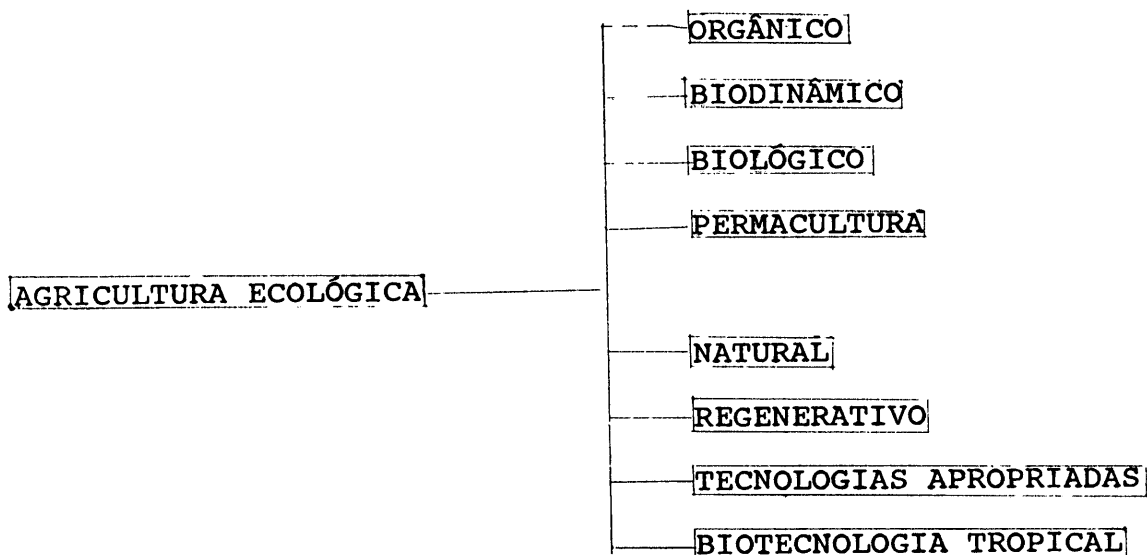 ORGÂNICO
BIODINÂMICO
BIOLÓGICO
PERMACULTURA
AGRICULTURA ECOLÓGICA
NATURAL
REGENERATIVO
TECNOLOGIAS APROPRIADAS
BIOTECNOLOGIA TROPICAL